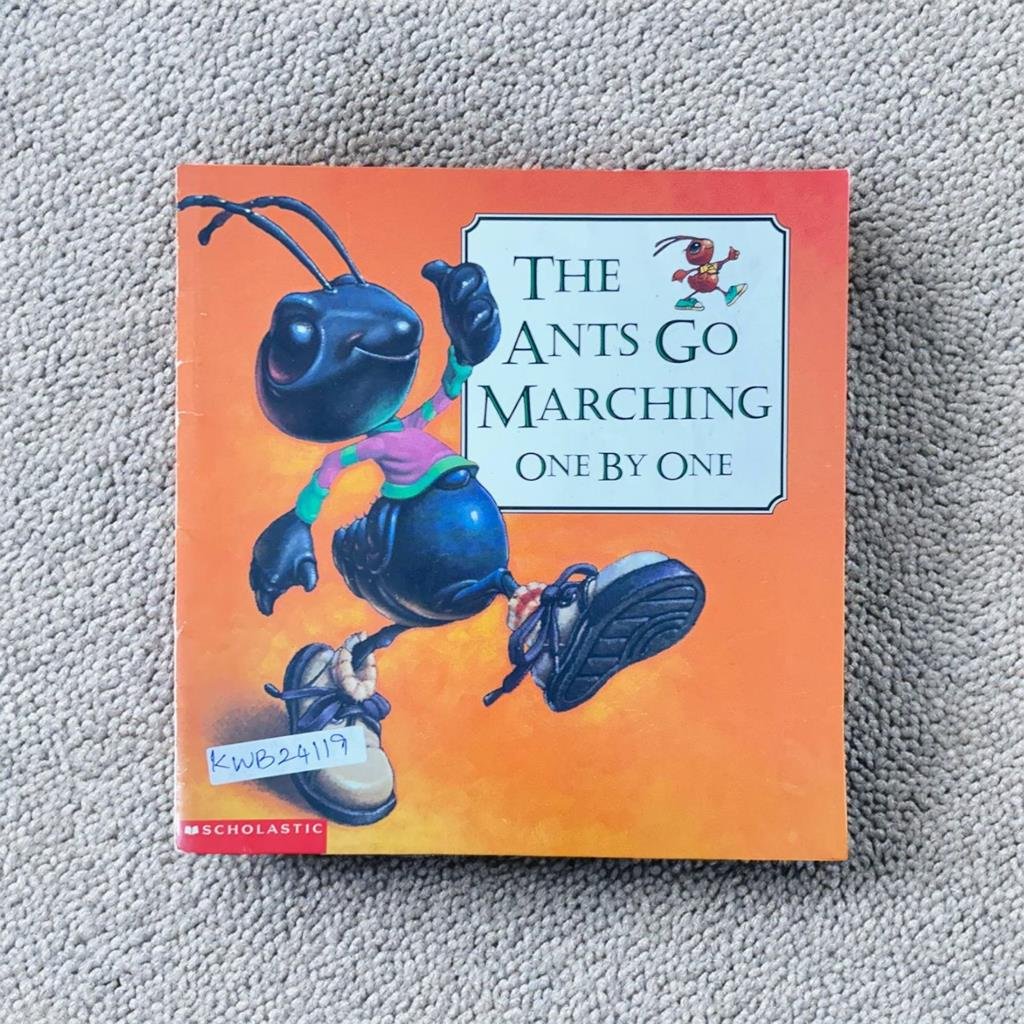 THE
ANTS GO
MARCHING
ONE BY ONE
KWB24119
SCHOLASTIC